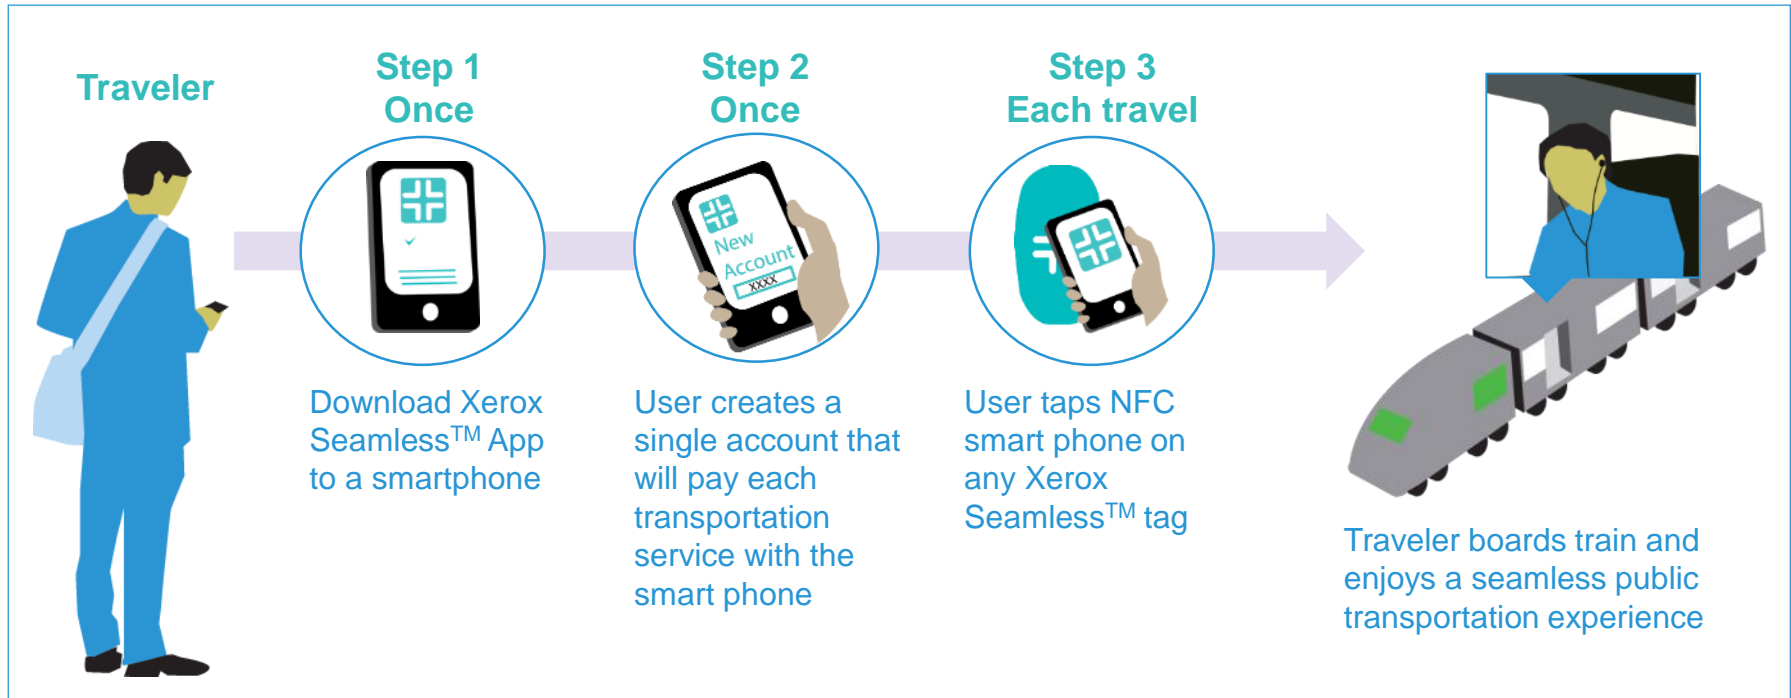 Traveler
Step 1
Once
Download Xerox
Seamless™ App
to a smartphone
Step 2
Once
New
Account
XXXX
User creates a
single account that
will pay each
transportation
service with the
smart phone
Step 3
Each travel
User taps NFC
smart phone on
any Xerox
Seamless™ tag
Traveler boards train and
enjoys a seamless public
transportation experience